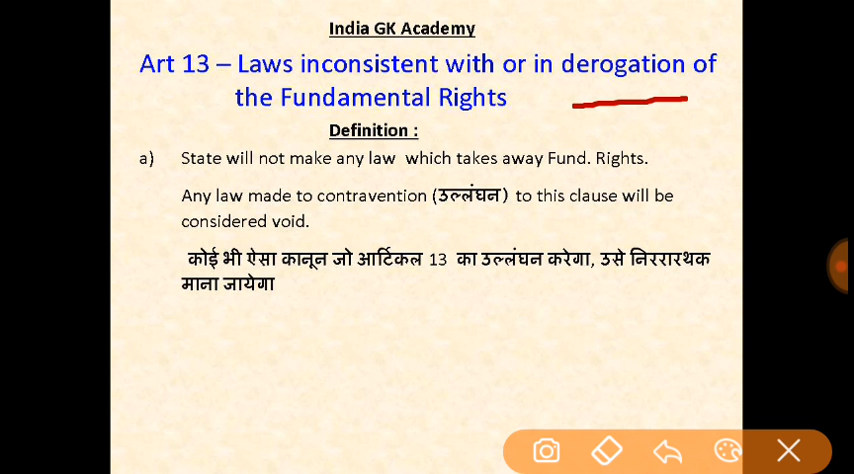 India GK Academy
Art 13 – Laws inconsistent with or in derogation of
the Fundamental Rights
Definition :
a) State will not make any law which takes away Fund. Rights.
Any law made to contravention (उल्लंघन) to this clause will be
considered void.
कोई भी ऐसा कानून जो आर्टिकल 13 का उल्लंघन करेगा, उसे निररारथक
माना जायेगा